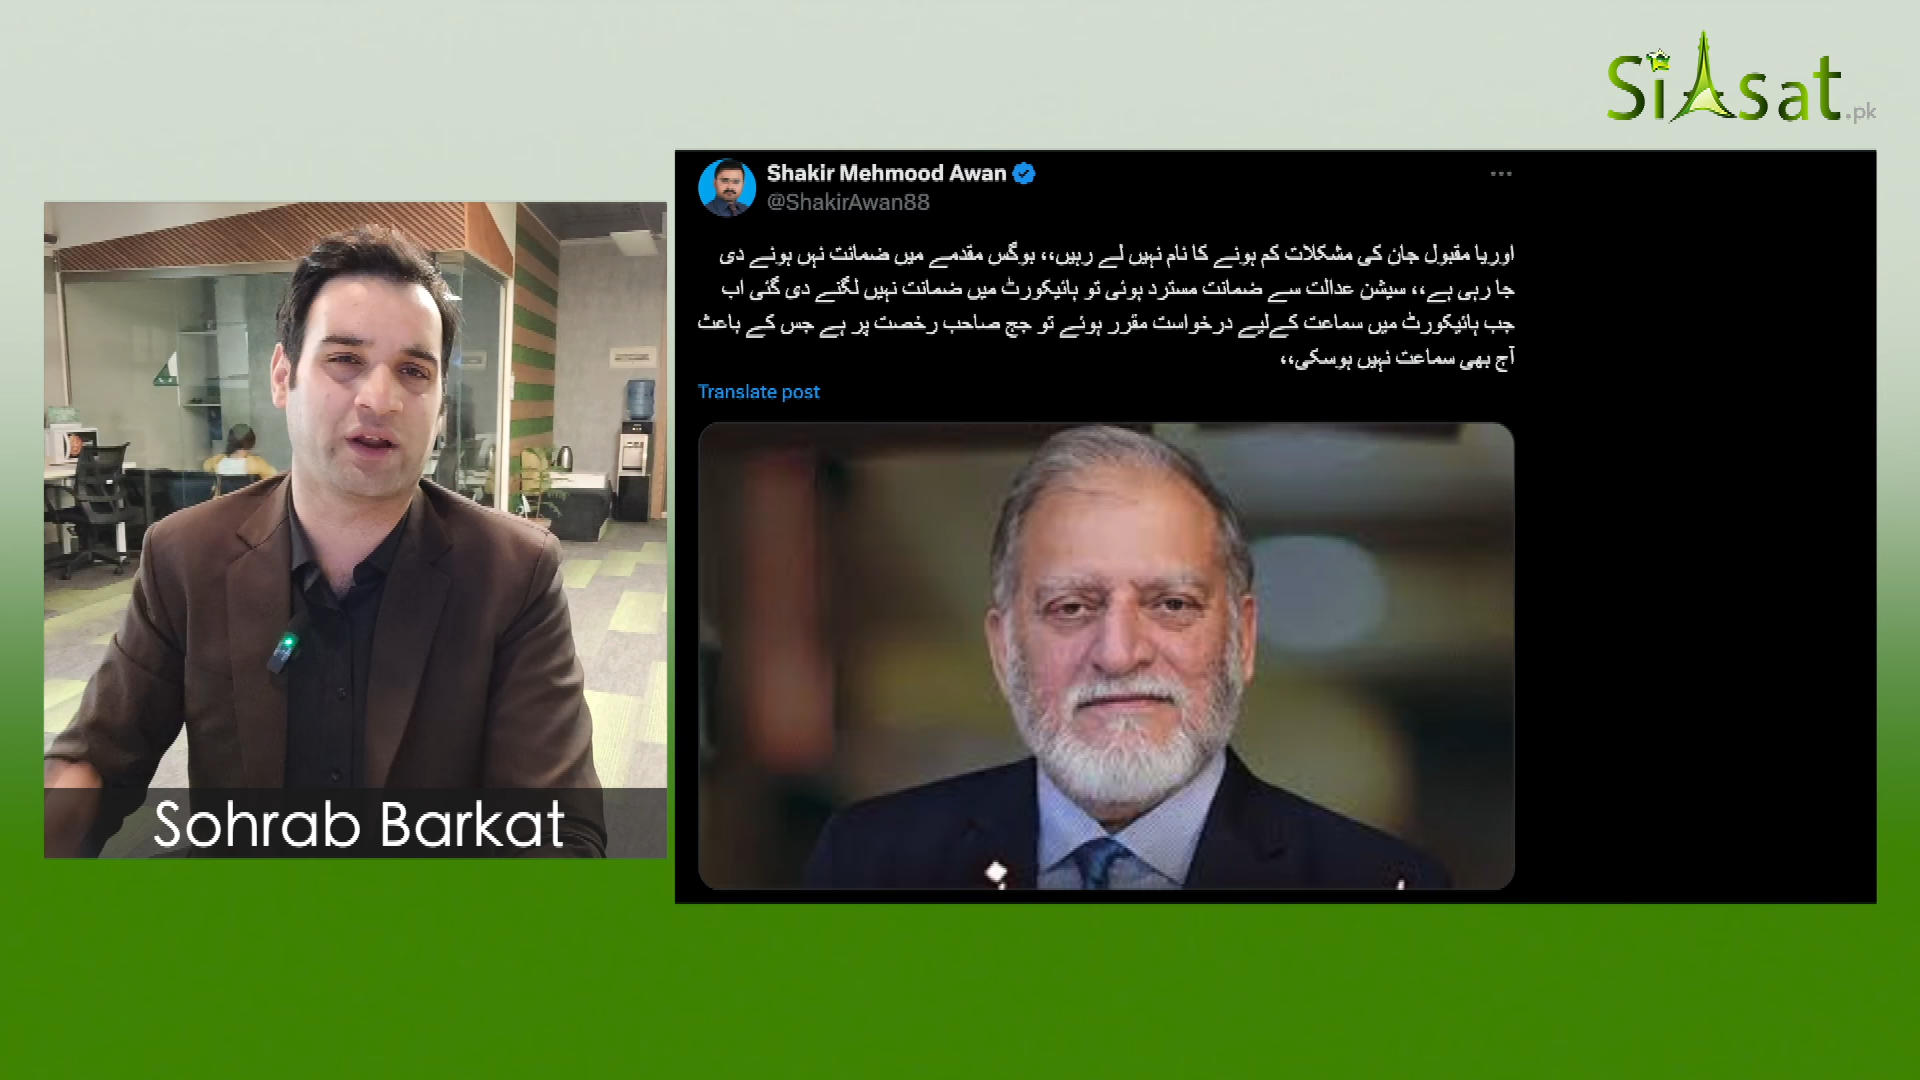 SiAsat.pk
Shakir Mehmood Awan
@ShakirAwan88
اوریا مقبول جان کی مشکلات کم ہونے کا نام نہیں لے رہیں،، بوگس مقدمے میں ضمانت نہں ہونے دی
جا رہی ہے،، سیشن عدالت سے ضمانت مسترد ہوئی تو ہائیکورٹ میں ضمانت نہیں لگنے دی گئی اب
جب ہائیکورٹ میں سماعت کےلیے درخواست مقرر ہوئے تو جج صاحب رخصت پر ہے جس کے باعث
آج بھی سماعت نہیں ہوسکی،،
Translate post
Sohrab Barkat